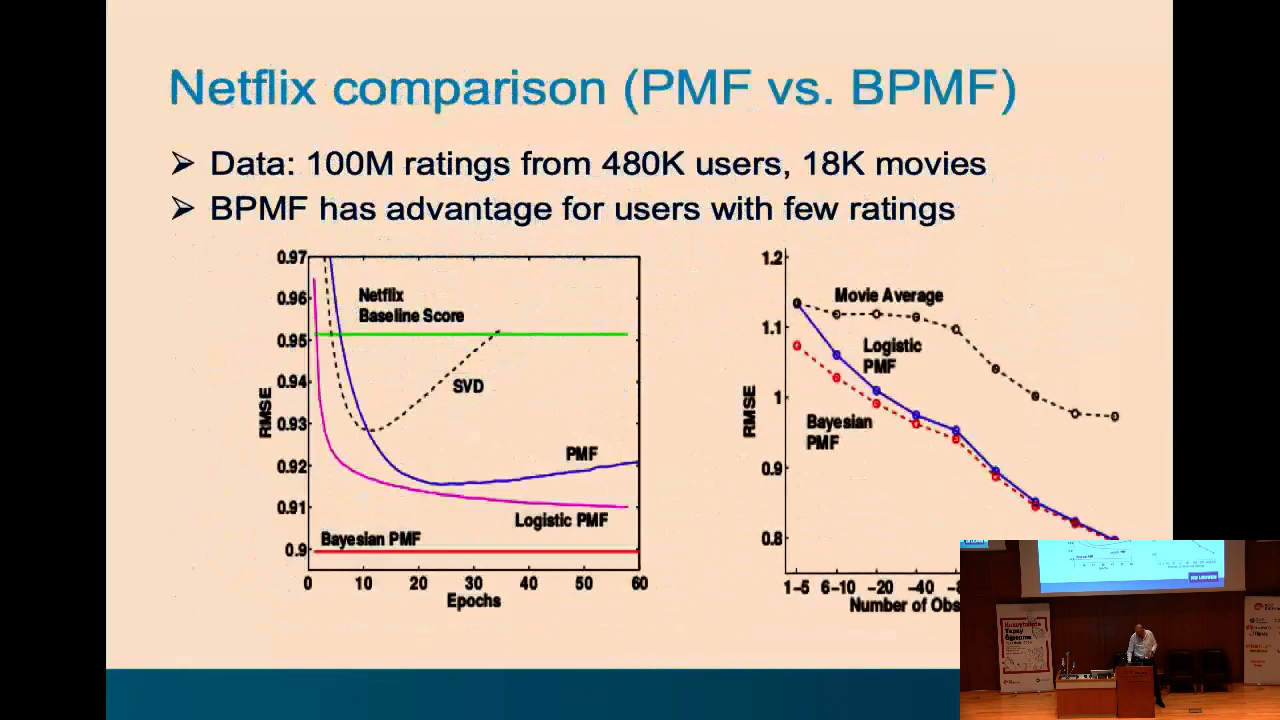 Netflix comparison (PMF vs. BPMF)
➢ Data: 100M ratings from 480K users, 18K movies
➢ BPMF has advantage for users with few ratings
0.97
0.96
0.95
0.94
0.93
0.92
0.91
0.9
RMSE
Netflix
Baseline Score
SVD
PMF
Logistic PMF
Bayesian PMF
0 10 20 30 40 50 60
Epochs
1.2
1.1
1
0.9
0.8
RMSE
Movie Average
Logistic
PMF
Bayesian
PMF
1-5 6-10 -20 -40
Number of Obs
KU LEUVEN
Yapay
Öğrenme